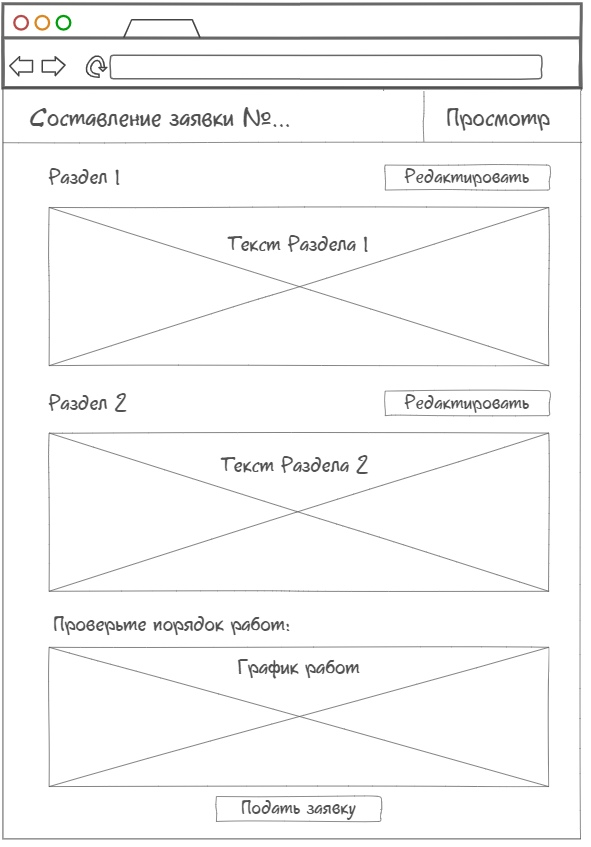 Составление заявки №...
Просмотр
Раздел 1
Редактировать
Текст Раздела 1
Раздел 2
Редактировать
Текст Раздела 2
Проверьте порядок работ:
График работ
Подать заявку